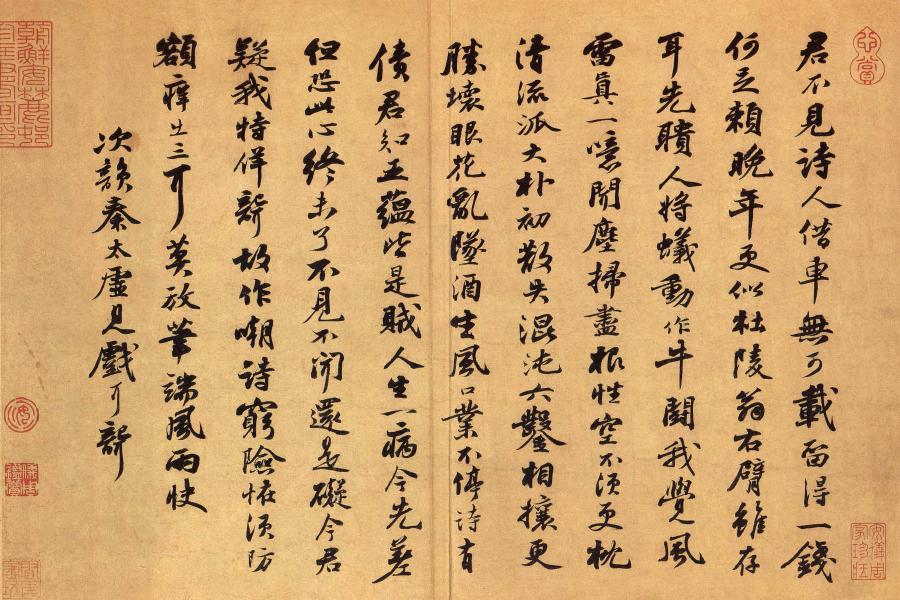 君不見詩人借車無可載留得一錢
何足賴晚年更似杜陵翁右臂雖存
耳先聵人將蟻動作牛鬬我覺風
雷真一噫聞塵掃盡根性空不須更枕
清流派大朴初散失混沌六鑿相攘更
勝壞眼花亂墜酒生風口業不停詩有
債君知五蘊皆是賊人生一病今先差
但恐此心終未了不見不聞還是礙今君
疑我特佯聾故作嘲詩窮險怪須防
額癢出三耳莫放筆端風雨快
次韻秦太虛見戲耳聾